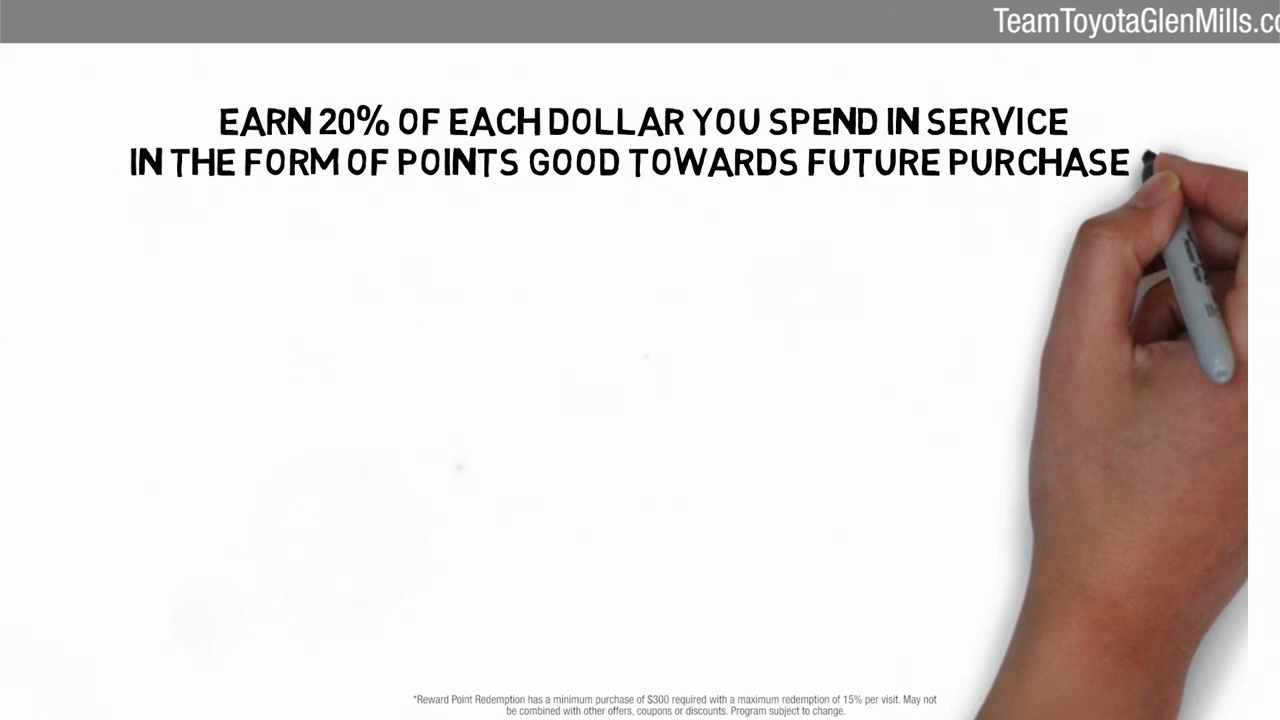 TeamToyotaGlenMills.co
EARN 20% OF EACH DOLLAR YOU SPEND IN SERVICE
IN THE FORM OF POINTS GOOD TOWARDS FUTURE PURCHASE
*Reward Point Redemption has a minimum purchase of $300 required with a maximum redemption of 15% per visit. May not
be combined with other offers, coupons or discounts. Program subject to change.